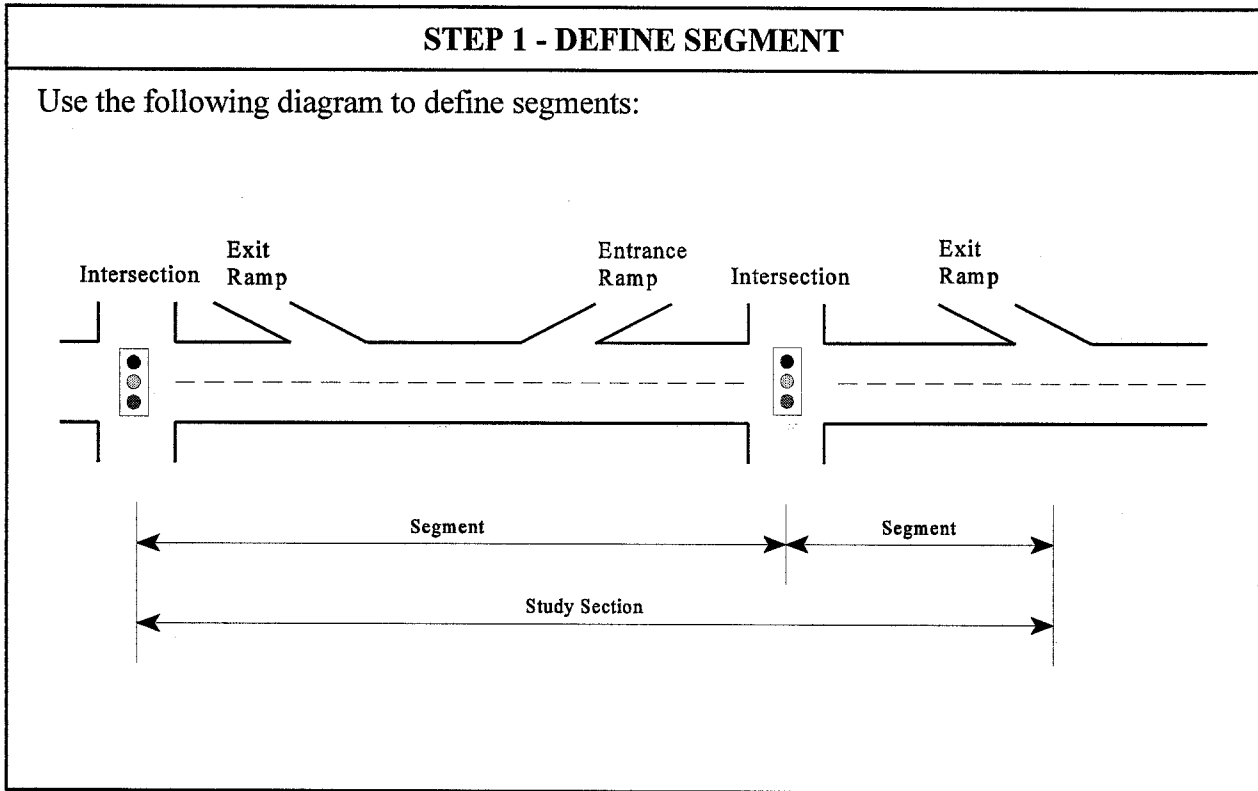 STEP 1 - DEFINE SEGMENT
Use the following diagram to define segments:
Intersection
Exit
Ramp
Entrance
Ramp
Intersection
Exit
Ramp
Segment
Segment
Study Section